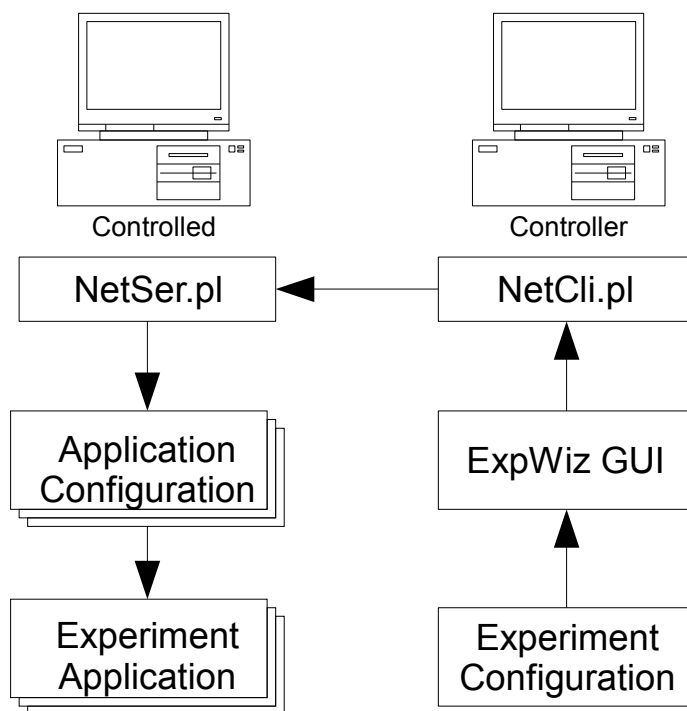 Controlled
Controller
NetSer.pl
NetCli.pl
Application
Configuration
ExpWiz GUI
Experiment
Application
Experiment
Configuration